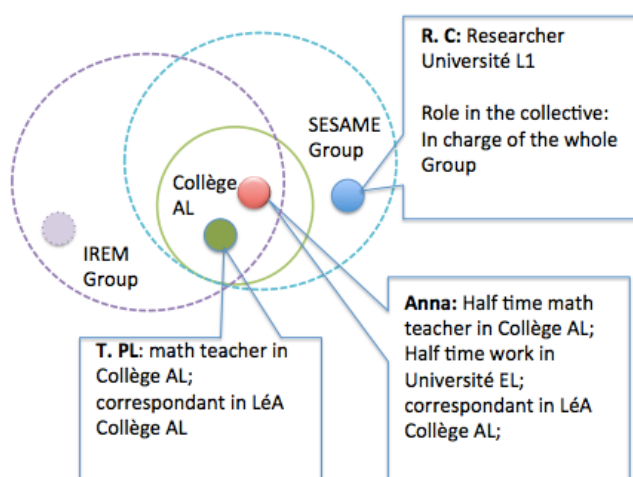 R. C: Researcher
Université L1
Role in the collective:
In charge of the whole
Group
SESAME
Group
Collège
AL
IREM
Group
T. PL: math teacher in
Collège AL;
correspondant in LéA
Collège AL
Anna: Half time math
teacher in Collège AL;
Half time work in
Université EL;
correspondant in LéA
Collège AL;